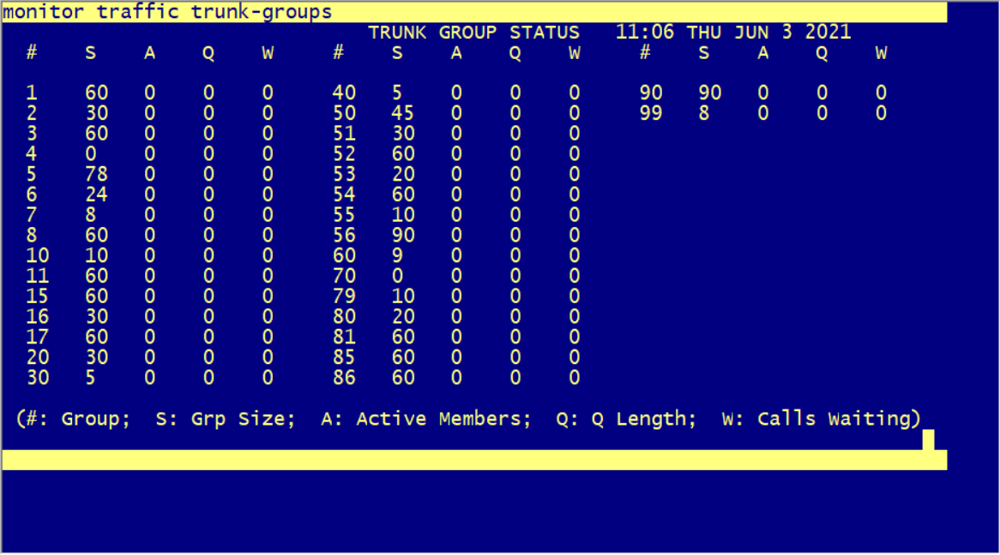 monitor traffic trunk-groups
TRUNK GROUP STATUS 11:06 THU JUN 3 2021
# S A Q W # S A Q W # S A Q W
1 60 0 0 0 40 5 0 0 0 90 90 0 0 0
2 30 0 0 0 50 45 0 0 0 99 8 0 0 0
3 60 0 0 0 51 30 0 0 0
4 0 0 0 0 52 60 0 0 0
5 78 0 0 0 53 20 0 0 0
6 24 0 0 0 54 60 0 0 0
7 8 0 0 0 55 10 0 0 0
8 60 0 0 0 56 90 0 0 0
10 10 0 0 0 60 9 0 0 0
11 60 0 0 0 70 0 0 0 0
15 60 0 0 0 79 10 0 0 0
16 30 0 0 0 80 20 0 0 0
17 60 0 0 0 81 60 0 0 0
20 30 0 0 0 85 60 0 0 0
30 5 0 0 0 86 60 0 0 0
(#: Group; S: Grp Size; A: Active Members; Q: Q Length; W: Calls Waiting)